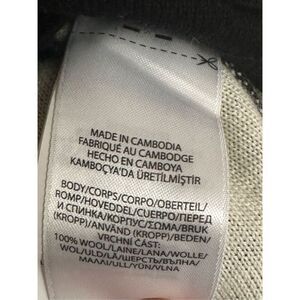 MADE IN CAMBODIA
FABRIQUÉ AU CAMBODGE
HECHO EN CAMBOYA
KAMBOÇYA'DA ÜRETİLMİŞTİR
BODY/CORPS/CORPO/OBERTEIL/
ROMP/HOVEDDEL/CUERPO/ПЕРЕД
И СПИНКА/KORPUS/ΣΩΜΑ/BRUK
(KROPP)/ANVÄND (KROPP)/BEDEN/
VRCHNÍ ČÁST:
100% WOOL/LAINE/LANA/WOLLE/
WOL/ULD/LÃ/ШЕРСТЬ/ВЪЛНА/
ΜΑΛΛΙ/ULL/YÜN/VLNA